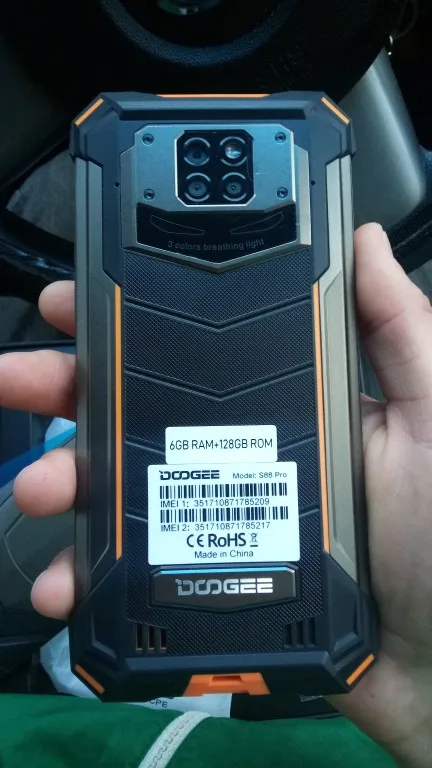 3 colors breathing light
6GB RAM+128GB ROM
DOOGEE Model: S88 Pro
IMEI 1: 351710871785209
IMEI 2: 351710871785217
CE RoHS
Made in China
DOOGEE
CPE